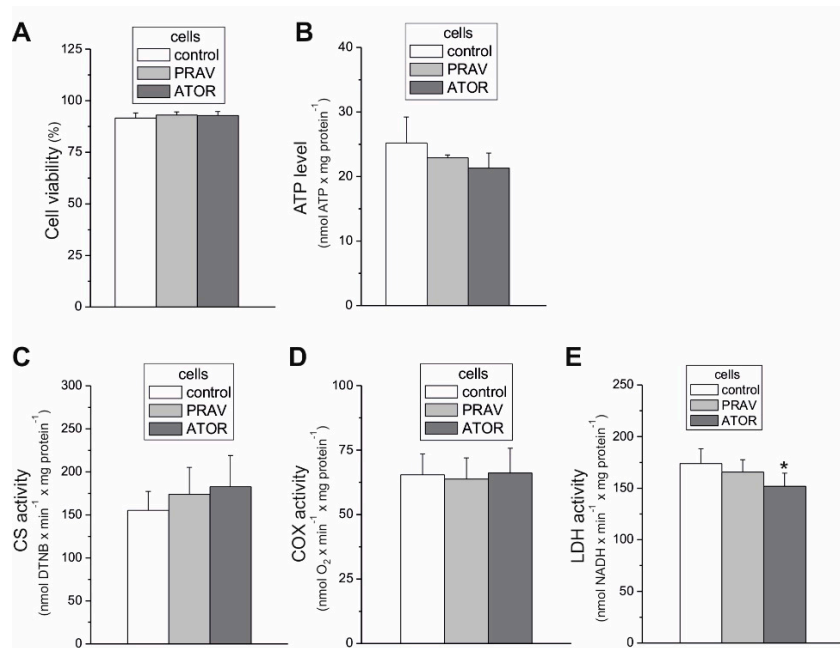 A
cells
control
PRAV
ATOR
125
100
75
50
25
0
Cell viability (%)
B
cells
control
PRAV
ATOR
40
30
20
10
0
ATP level
(nmol ATP x mg protein⁻¹)
C
cells
control
PRAV
ATOR
300
250
200
150
100
50
0
CS activity
(nmol DTNB x min⁻¹ x mg protein⁻¹)
D
cells
control
PRAV
ATOR
100
75
50
25
0
COX activity
(nmol O₂ x min⁻¹ x mg protein⁻¹)
E
cells
control
PRAV
ATOR
250
200
150
100
50
0
*
LDH activity
(nmol NADH x min⁻¹ x mg protein⁻¹)